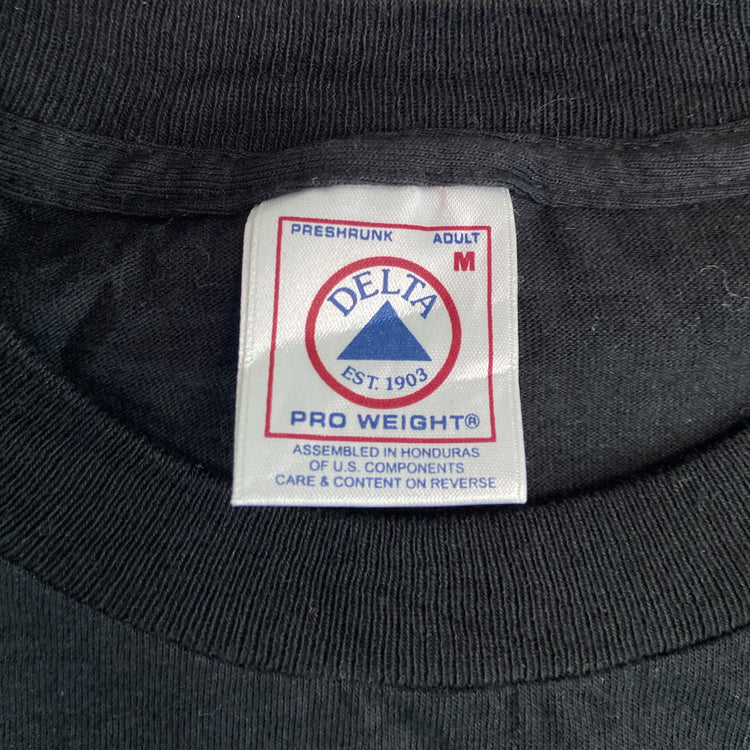 PRESHRUNK ADULT
M
DELTA
EST. 1903
PRO WEIGHT®
ASSEMBLED IN HONDURAS
OF U.S. COMPONENTS
CARE & CONTENT ON REVERSE